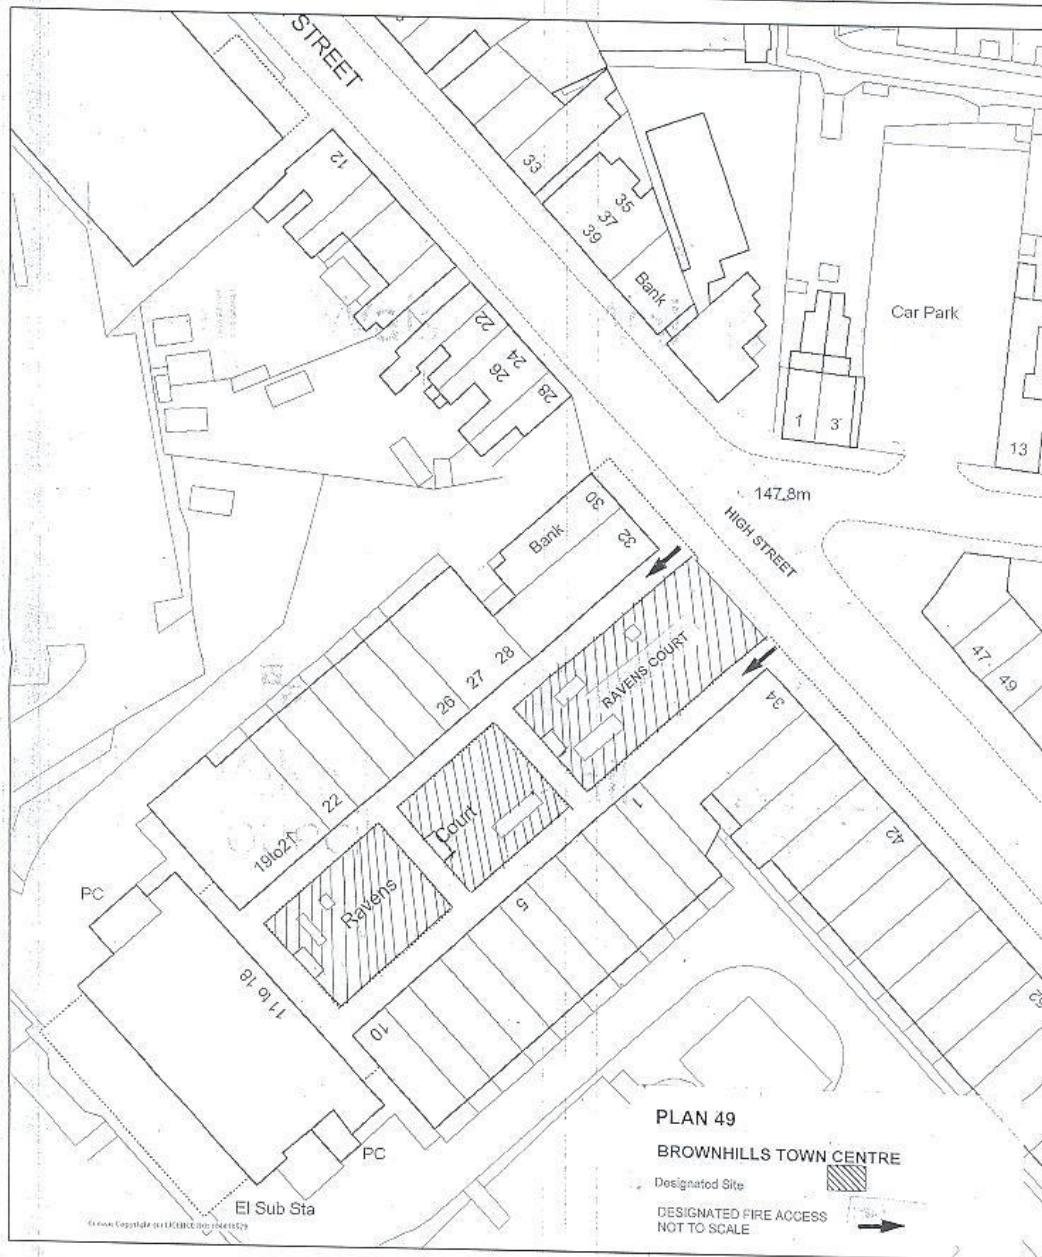 STREET
12
33
35
37
39
Bank
Car Park
22
24
26
28
1
3
13
147.8m
HIGH STREET
30
Bank
32
47
49
RAVENS COURT
28
27
26
34
22
19to21
Court
1
42
Ravens
5
PC
11 to 18
10
PC
El Sub Sta
PLAN 49
BROWNHILLS TOWN CENTRE
Designated Site
DESIGNATED FIRE ACCESS
NOT TO SCALE